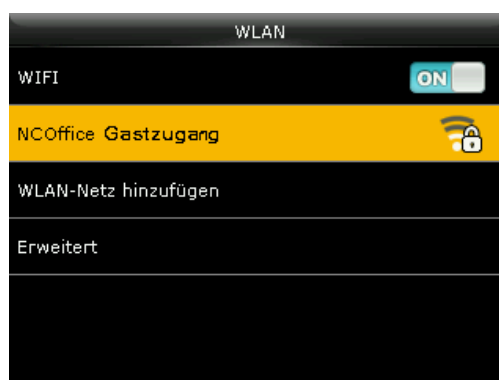 WLAN
WIFI ON
NCOffice Gastzugang
WLAN-Netz hinzufügen
Erweitert